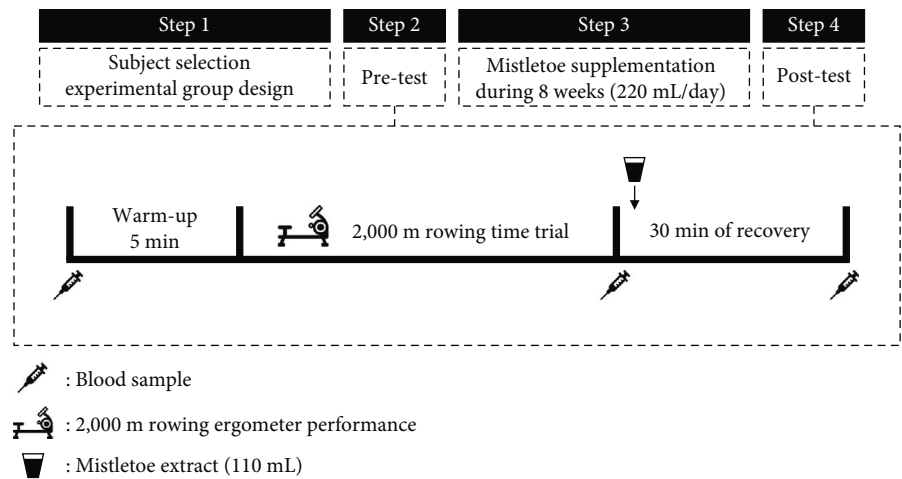 Step 1
Step 2
Step 3
Step 4
Subject selection
experimental group design
Pre-test
Mistletoe supplementation
during 8 weeks (220 mL/day)
Post-test
Warm-up
5 min
2,000 m rowing time trial
30 min of recovery
: Blood sample
: 2,000 m rowing ergometer performance
: Mistletoe extract (110 mL)